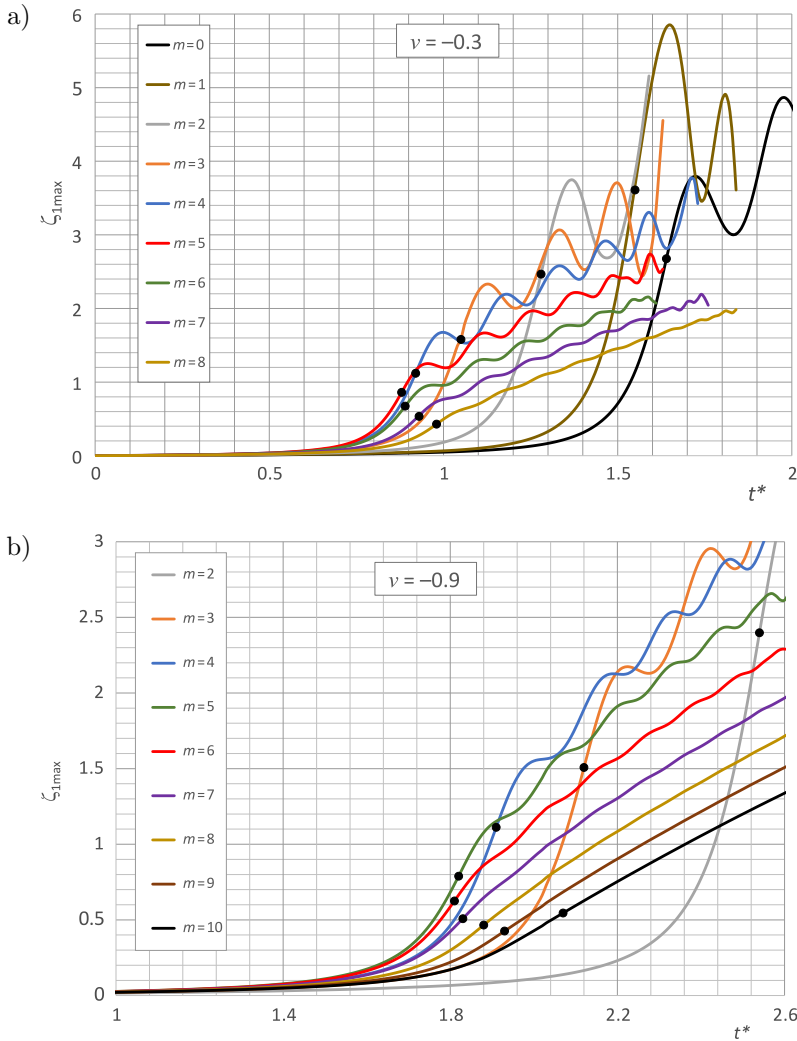 a)
6
5
4
3
2
1
0
ζ1max
ν = −0.3
m=0
m=1
m=2
m=3
m=4
m=5
m=6
m=7
m=8
0 0.5 1 1.5 2
t*
b)
3
2.5
2
1.5
1
0.5
0
ζ1max
ν = −0.9
m=2
m=3
m=4
m=5
m=6
m=7
m=8
m=9
m=10
1 1.4 1.8 2.2 2.6
t*